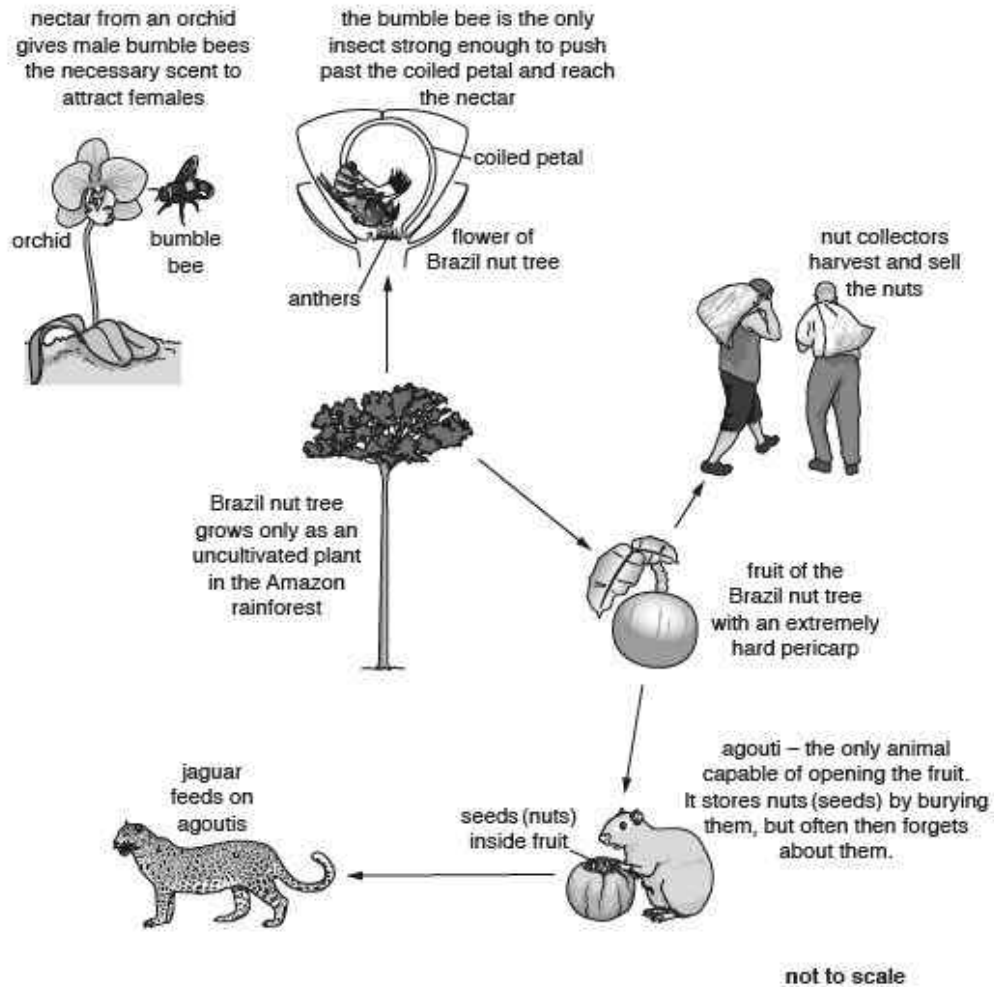 nectar from an orchid
gives male bumble bees
the necessary scent to
attract females
the bumble bee is the only
insect strong enough to push
past the coiled petal and reach
the nectar
coiled petal
orchid
bumble
bee
flower of
Brazil nut tree
anthers
nut collectors
harvest and sell
the nuts
Brazil nut tree
grows only as an
uncultivated plant
in the Amazon
rainforest
fruit of the
Brazil nut tree
with an extremely
hard pericarp
agouti – the only animal
capable of opening the fruit.
It stores nuts (seeds) by burying
them, but often then forgets
about them.
seeds (nuts)
inside fruit
jaguar
feeds on
agoutis
not to scale